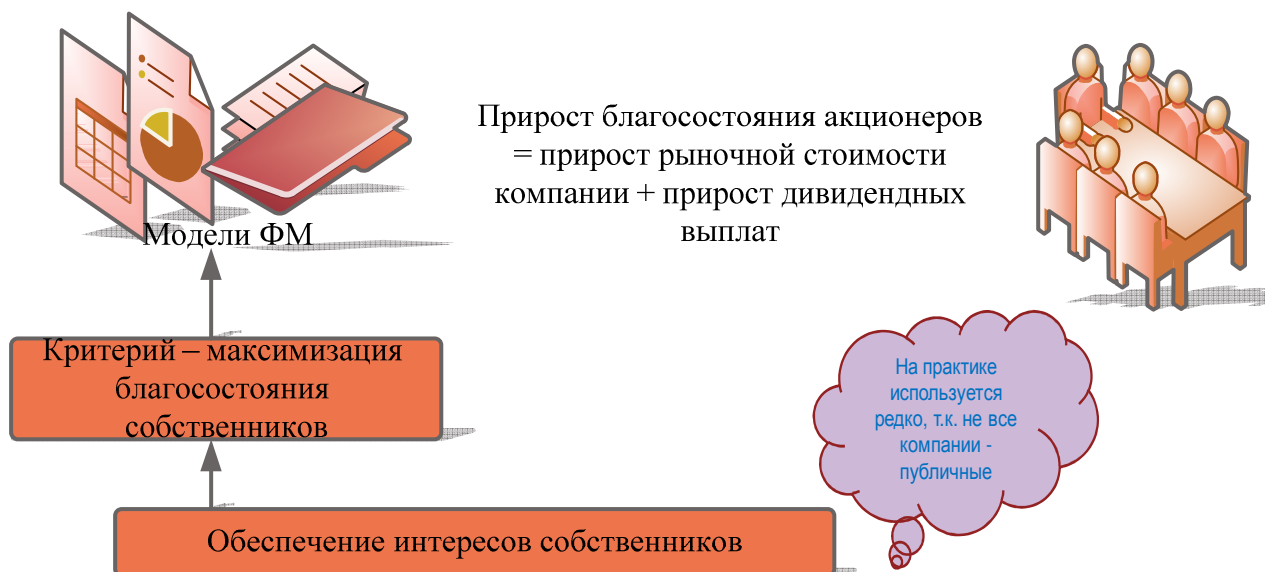 Прирост благосостояния акционеров
= прирост рыночной стоимости
компании + прирост дивидендных
выплат
Модели ФМ
Критерий – максимизация
благосостояния
собственников
На практике
используется
редко, т.к. не все
компании -
публичные
Обеспечение интересов собственников